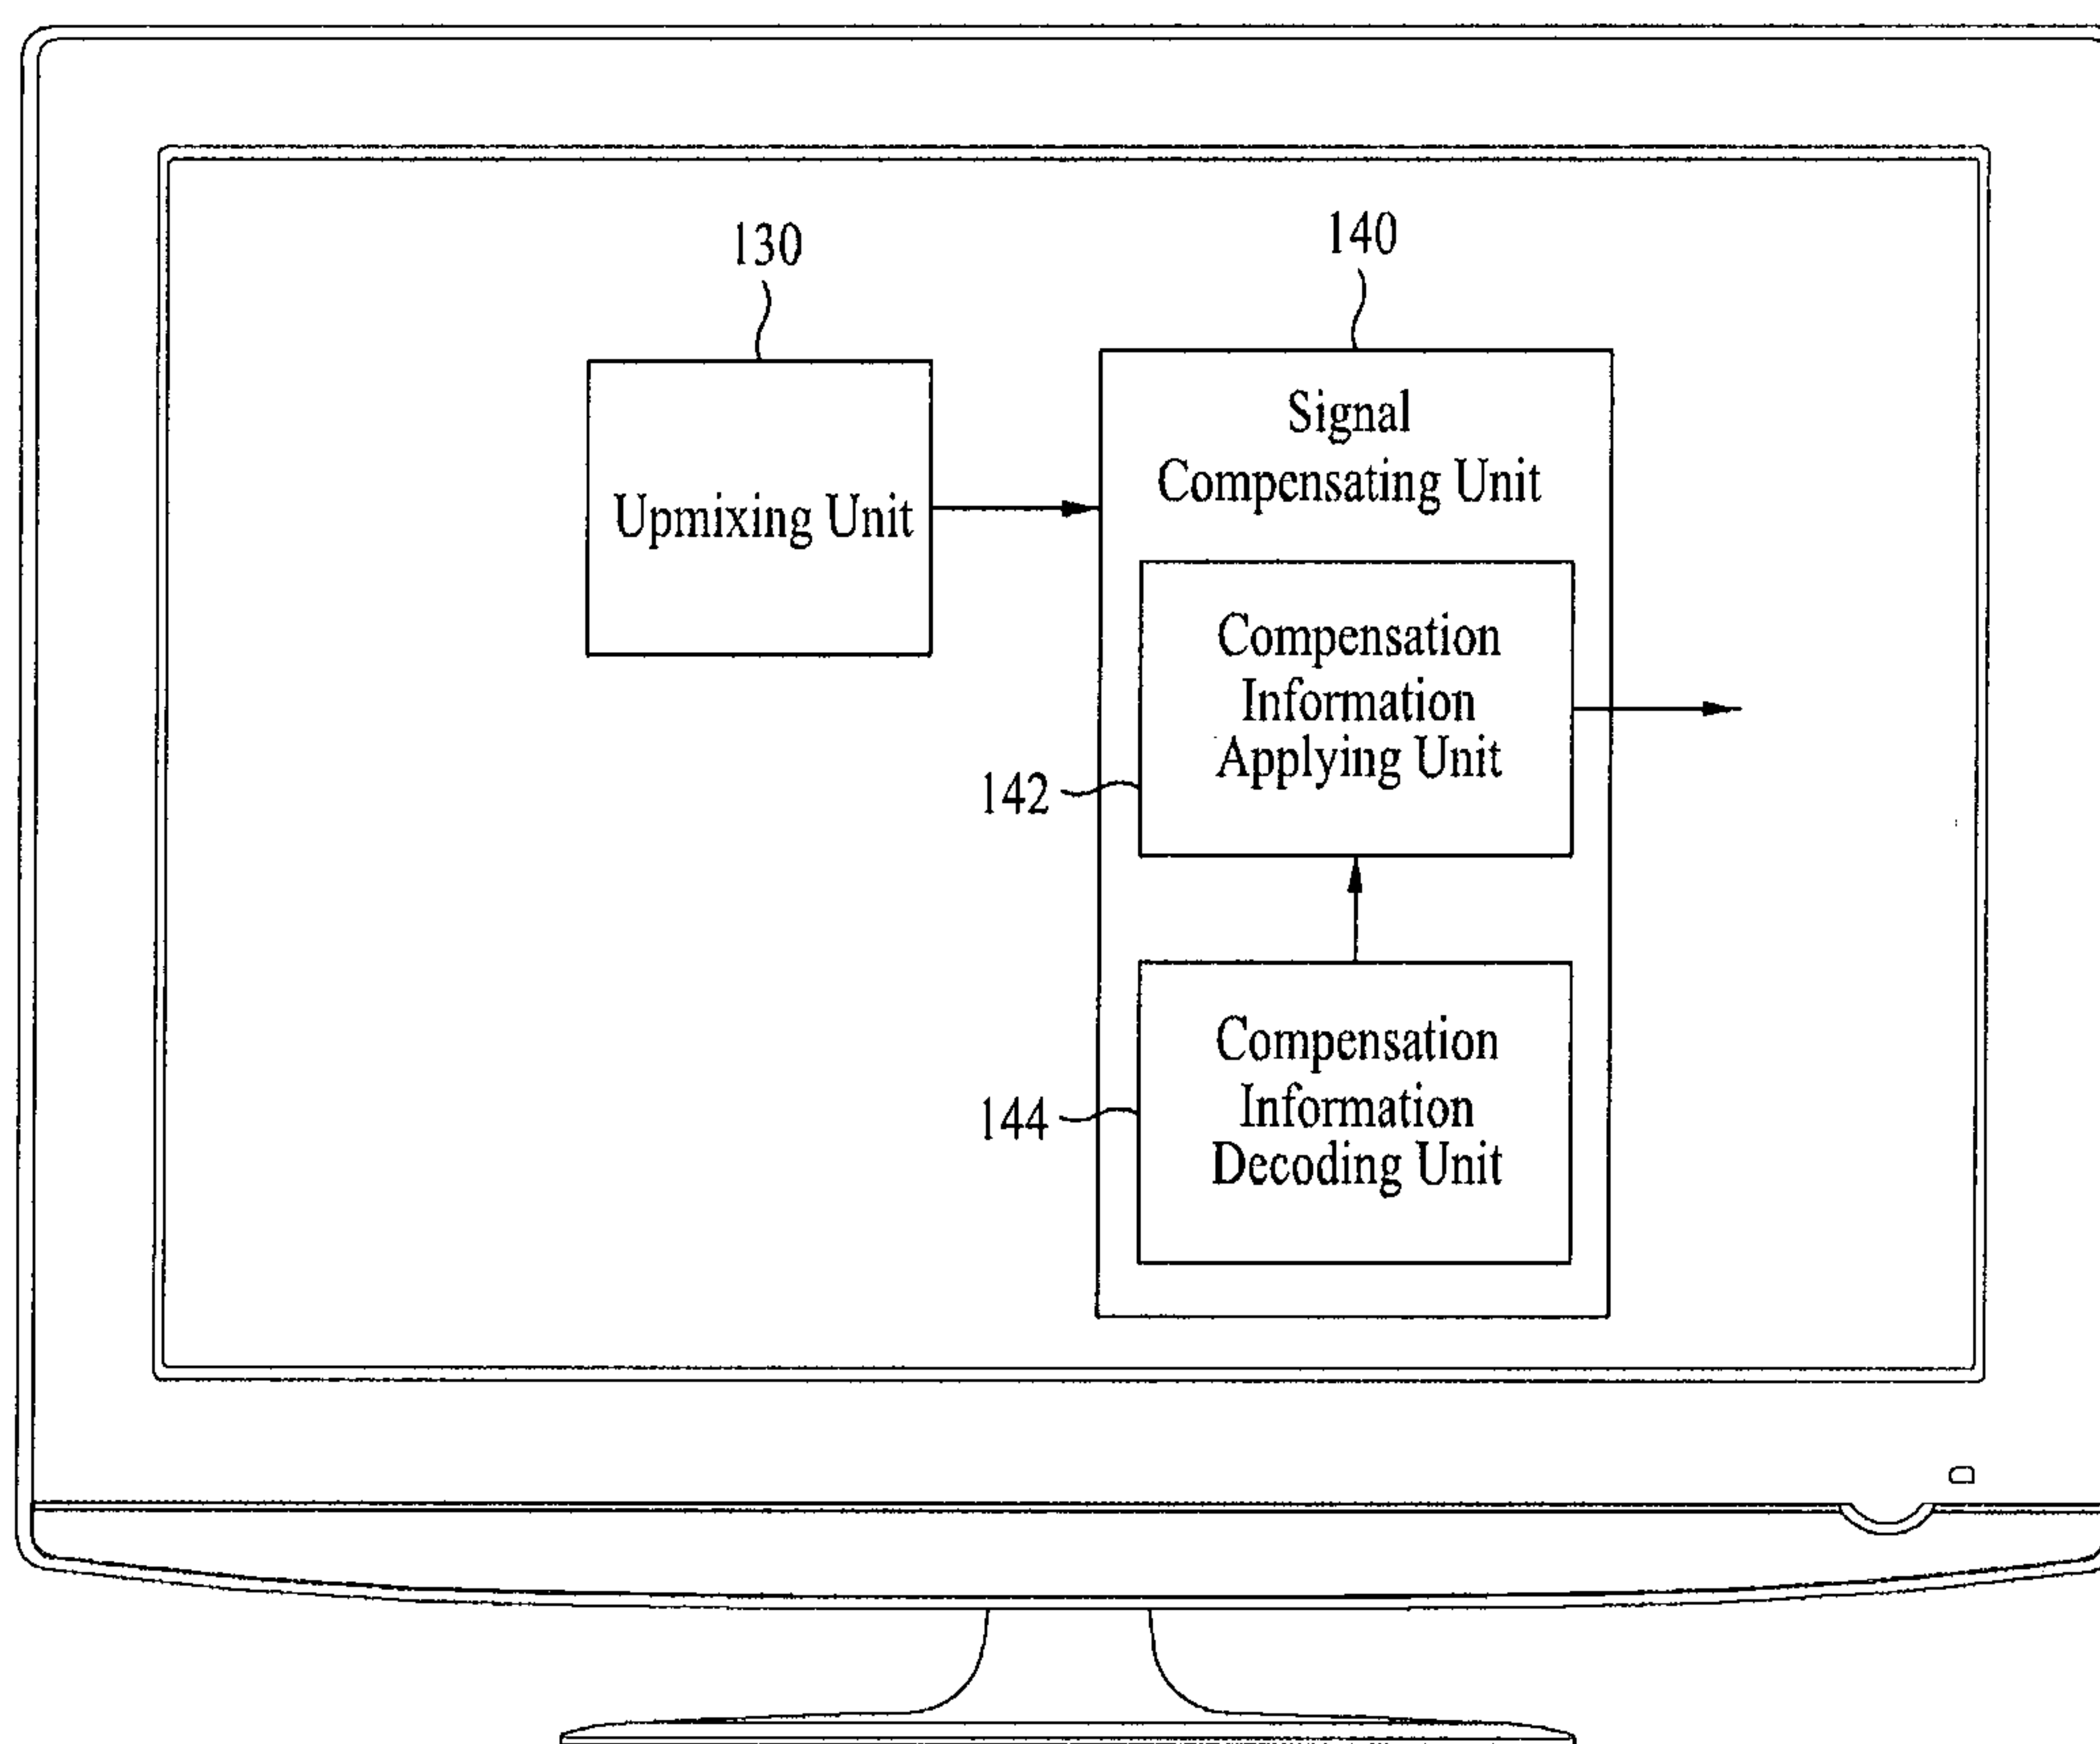 130
140
Upmixing Unit
Signal
Compensating Unit
Compensation
Information
Applying Unit
142
Compensation
Information
Decoding Unit
144